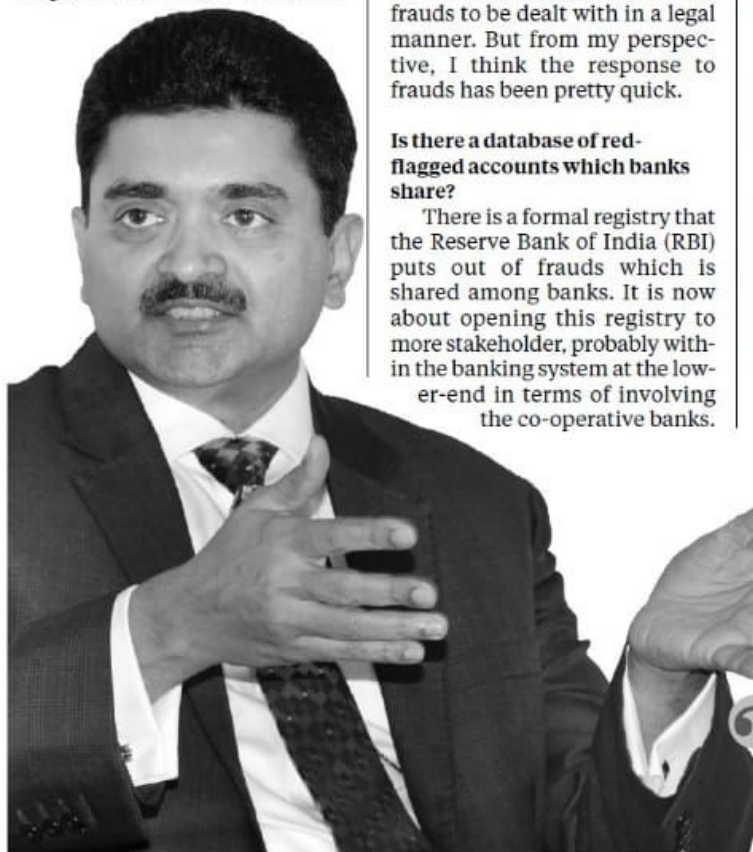 frauds to be dealt with in a legal
manner. But from my perspec-
tive, I think the response to
frauds has been pretty quick.
Is there a database of red-
flagged accounts which banks
share?
There is a formal registry that
the Reserve Bank of India (RBI)
puts out of frauds which is
shared among banks. It is now
about opening this registry to
more stakeholder, probably with-
in the banking system at the low-
er-end in terms of involving
the co-operative banks.